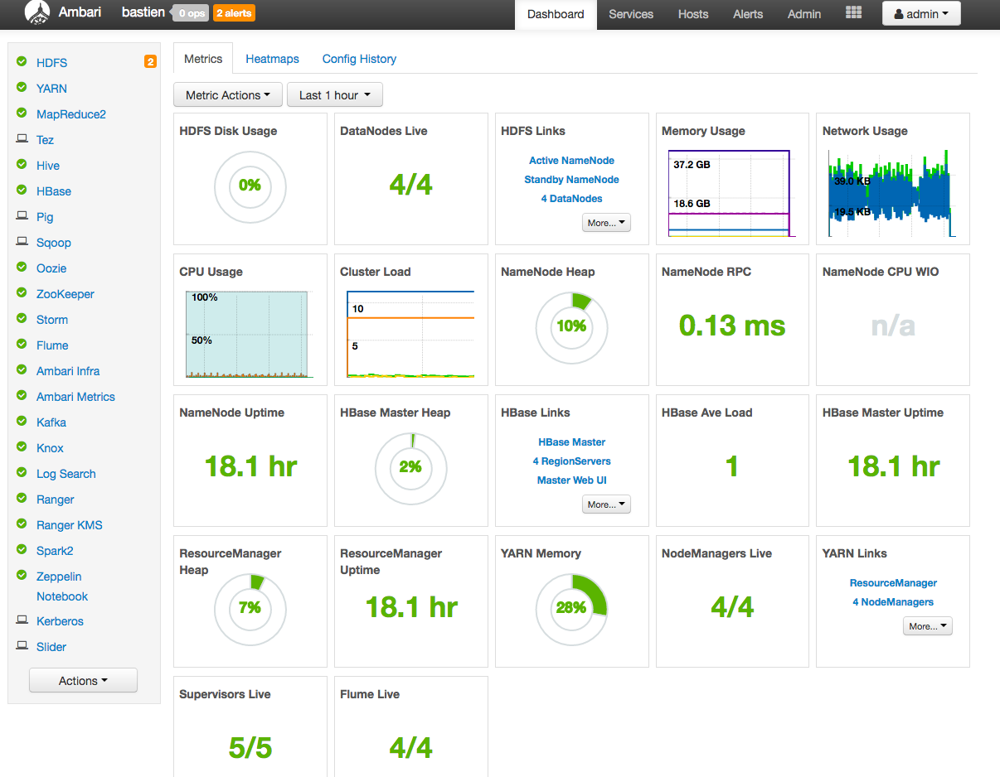 Ambari bastien 0 ops 2 alerts Dashboard Services Hosts Alerts Admin admin
HDFS 2
YARN
MapReduce2
Tez
Hive
HBase
Pig
Sqoop
Oozie
ZooKeeper
Storm
Flume
Ambari Infra
Ambari Metrics
Kafka
Knox
Log Search
Ranger
Ranger KMS
Spark2
Zeppelin
Notebook
Kerberos
Slider
Actions
Metrics Heatmaps Config History
Metric Actions Last 1 hour
HDFS Disk Usage
0%
DataNodes Live
4/4
HDFS Links
Active NameNode
Standby NameNode
4 DataNodes
More...
Memory Usage
37.2 GB
18.6 GB
Network Usage
39.0 KB
19.5 KB
CPU Usage
100%
50%
Cluster Load
10
5
NameNode Heap
10%
NameNode RPC
0.13 ms
NameNode CPU WIO
n/a
NameNode Uptime
18.1 hr
HBase Master Heap
2%
HBase Links
HBase Master
4 RegionServers
Master Web UI
More...
HBase Ave Load
1
HBase Master Uptime
18.1 hr
ResourceManager
Heap
7%
ResourceManager
Uptime
18.1 hr
YARN Memory
28%
NodeManagers Live
4/4
YARN Links
ResourceManager
4 NodeManagers
More...
Supervisors Live
5/5
Flume Live
4/4